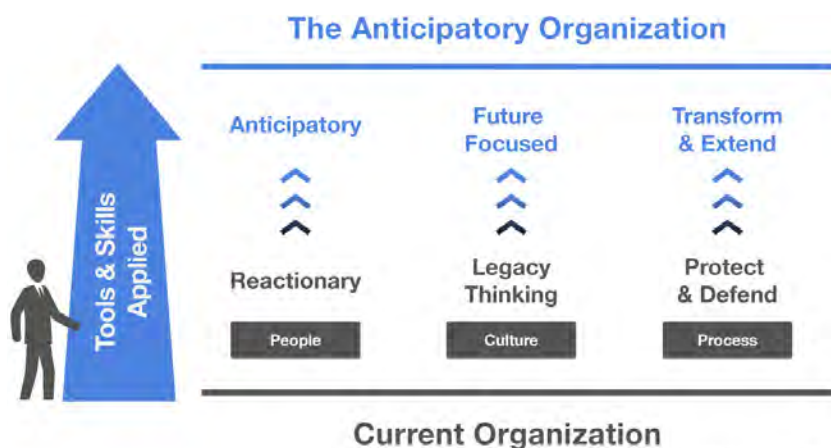 The Anticipatory Organization
Anticipatory
Future
Focused
Transform
& Extend
Tools & Skills
Applied
Reactionary
Legacy
Thinking
Protect
& Defend
People
Culture
Process
Current Organization